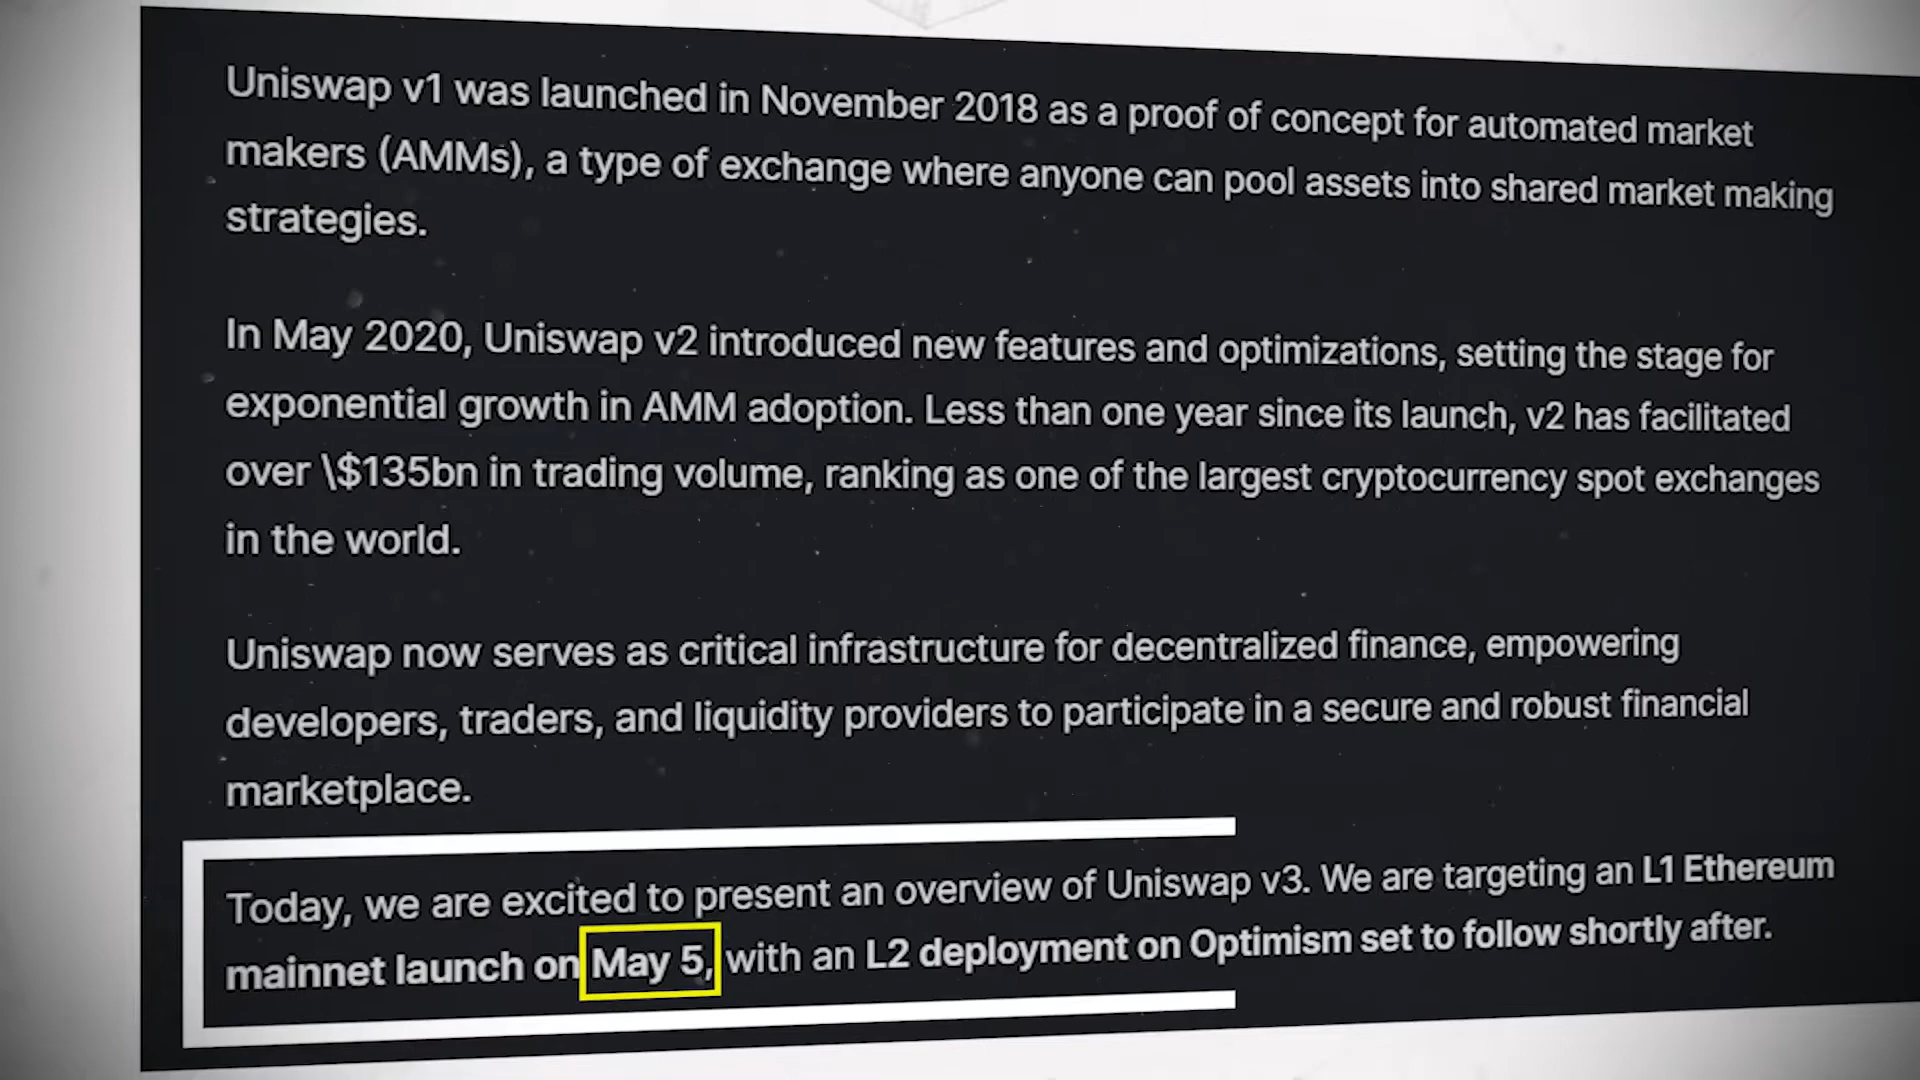 Uniswap v1 was launched in November 2018 as a proof of concept for automated market
makers (AMMs), a type of exchange where anyone can pool assets into shared market making
strategies.
In May 2020, Uniswap v2 introduced new features and optimizations, setting the stage for
exponential growth in AMM adoption. Less than one year since its launch, v2 has facilitated
over \$135bn in trading volume, ranking as one of the largest cryptocurrency spot exchanges
in the world.
Uniswap now serves as critical infrastructure for decentralized finance, empowering
developers, traders, and liquidity providers to participate in a secure and robust financial
marketplace.
Today, we are excited to present an overview of Uniswap v3. We are targeting an L1 Ethereum
mainnet launch on May 5, with an L2 deployment on Optimism set to follow shortly after.